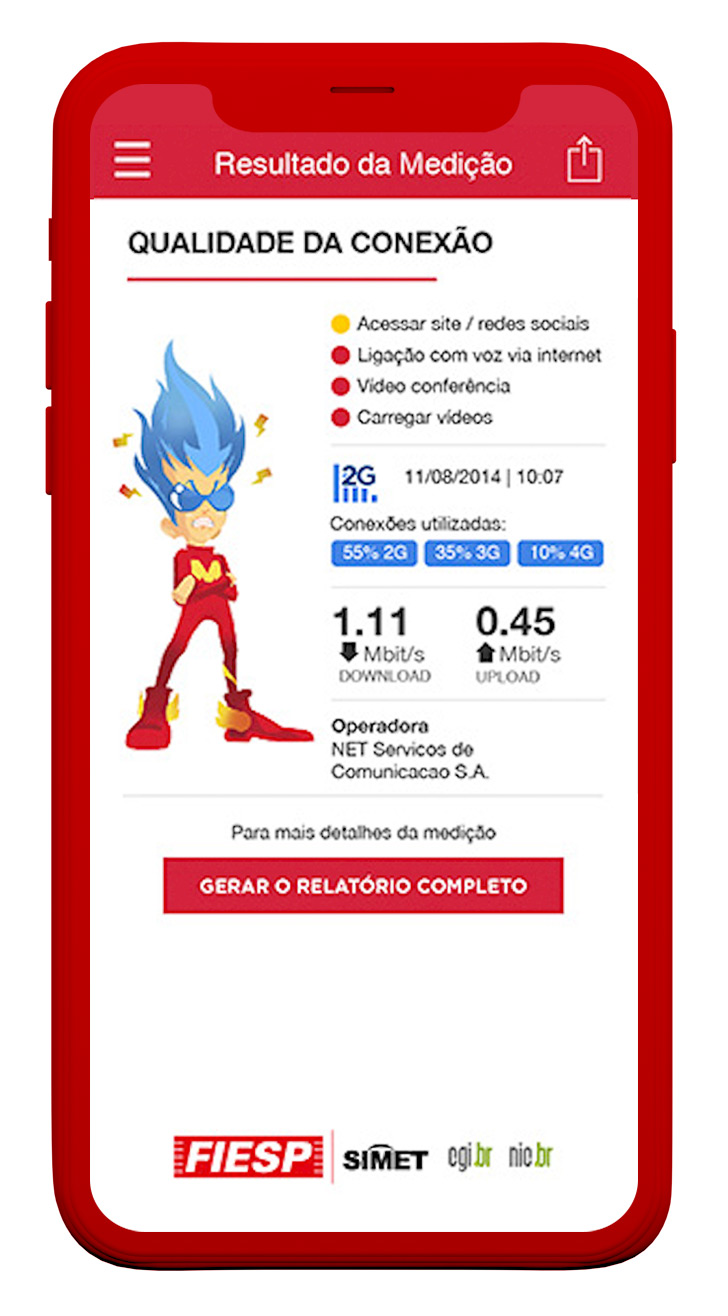 Resultado da Medição
QUALIDADE DA CONEXÃO
Acessar site / redes sociais
Ligação com voz via internet
Vídeo conferência
Carregar vídeos
2G 11/08/2014 | 10:07
Conexões utilizadas:
55% 2G 35% 3G 10% 4G
1.11 0.45
Mbit/s Mbit/s
DOWNLOAD UPLOAD
M
Operadora
NET Servicos de
Comunicacao S.A.
Para mais detalhes da medição
GERAR O RELATÓRIO COMPLETO
FIESP SIMET cgi.br nic.br